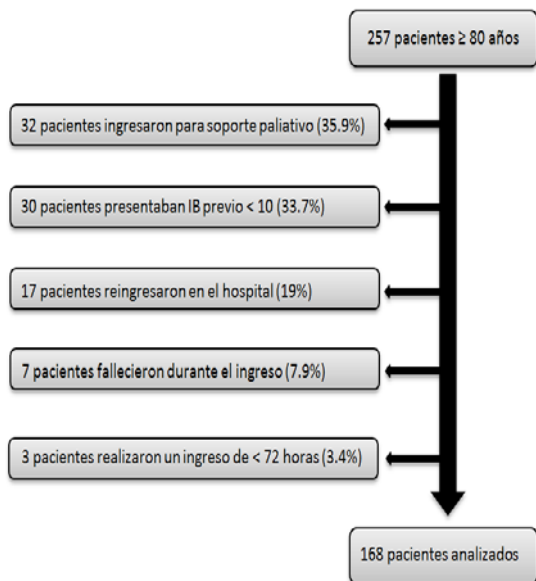 257 pacientes ≥ 80 años
32 pacientes ingresaron para soporte paliativo (35.9%)
30 pacientes presentaban IB previo < 10 (33.7%)
17 pacientes reingresaron en el hospital (19%)
7 pacientes fallecieron durante el ingreso (7.9%)
3 pacientes realizaron un ingreso de < 72 horas (3.4%)
168 pacientes analizados